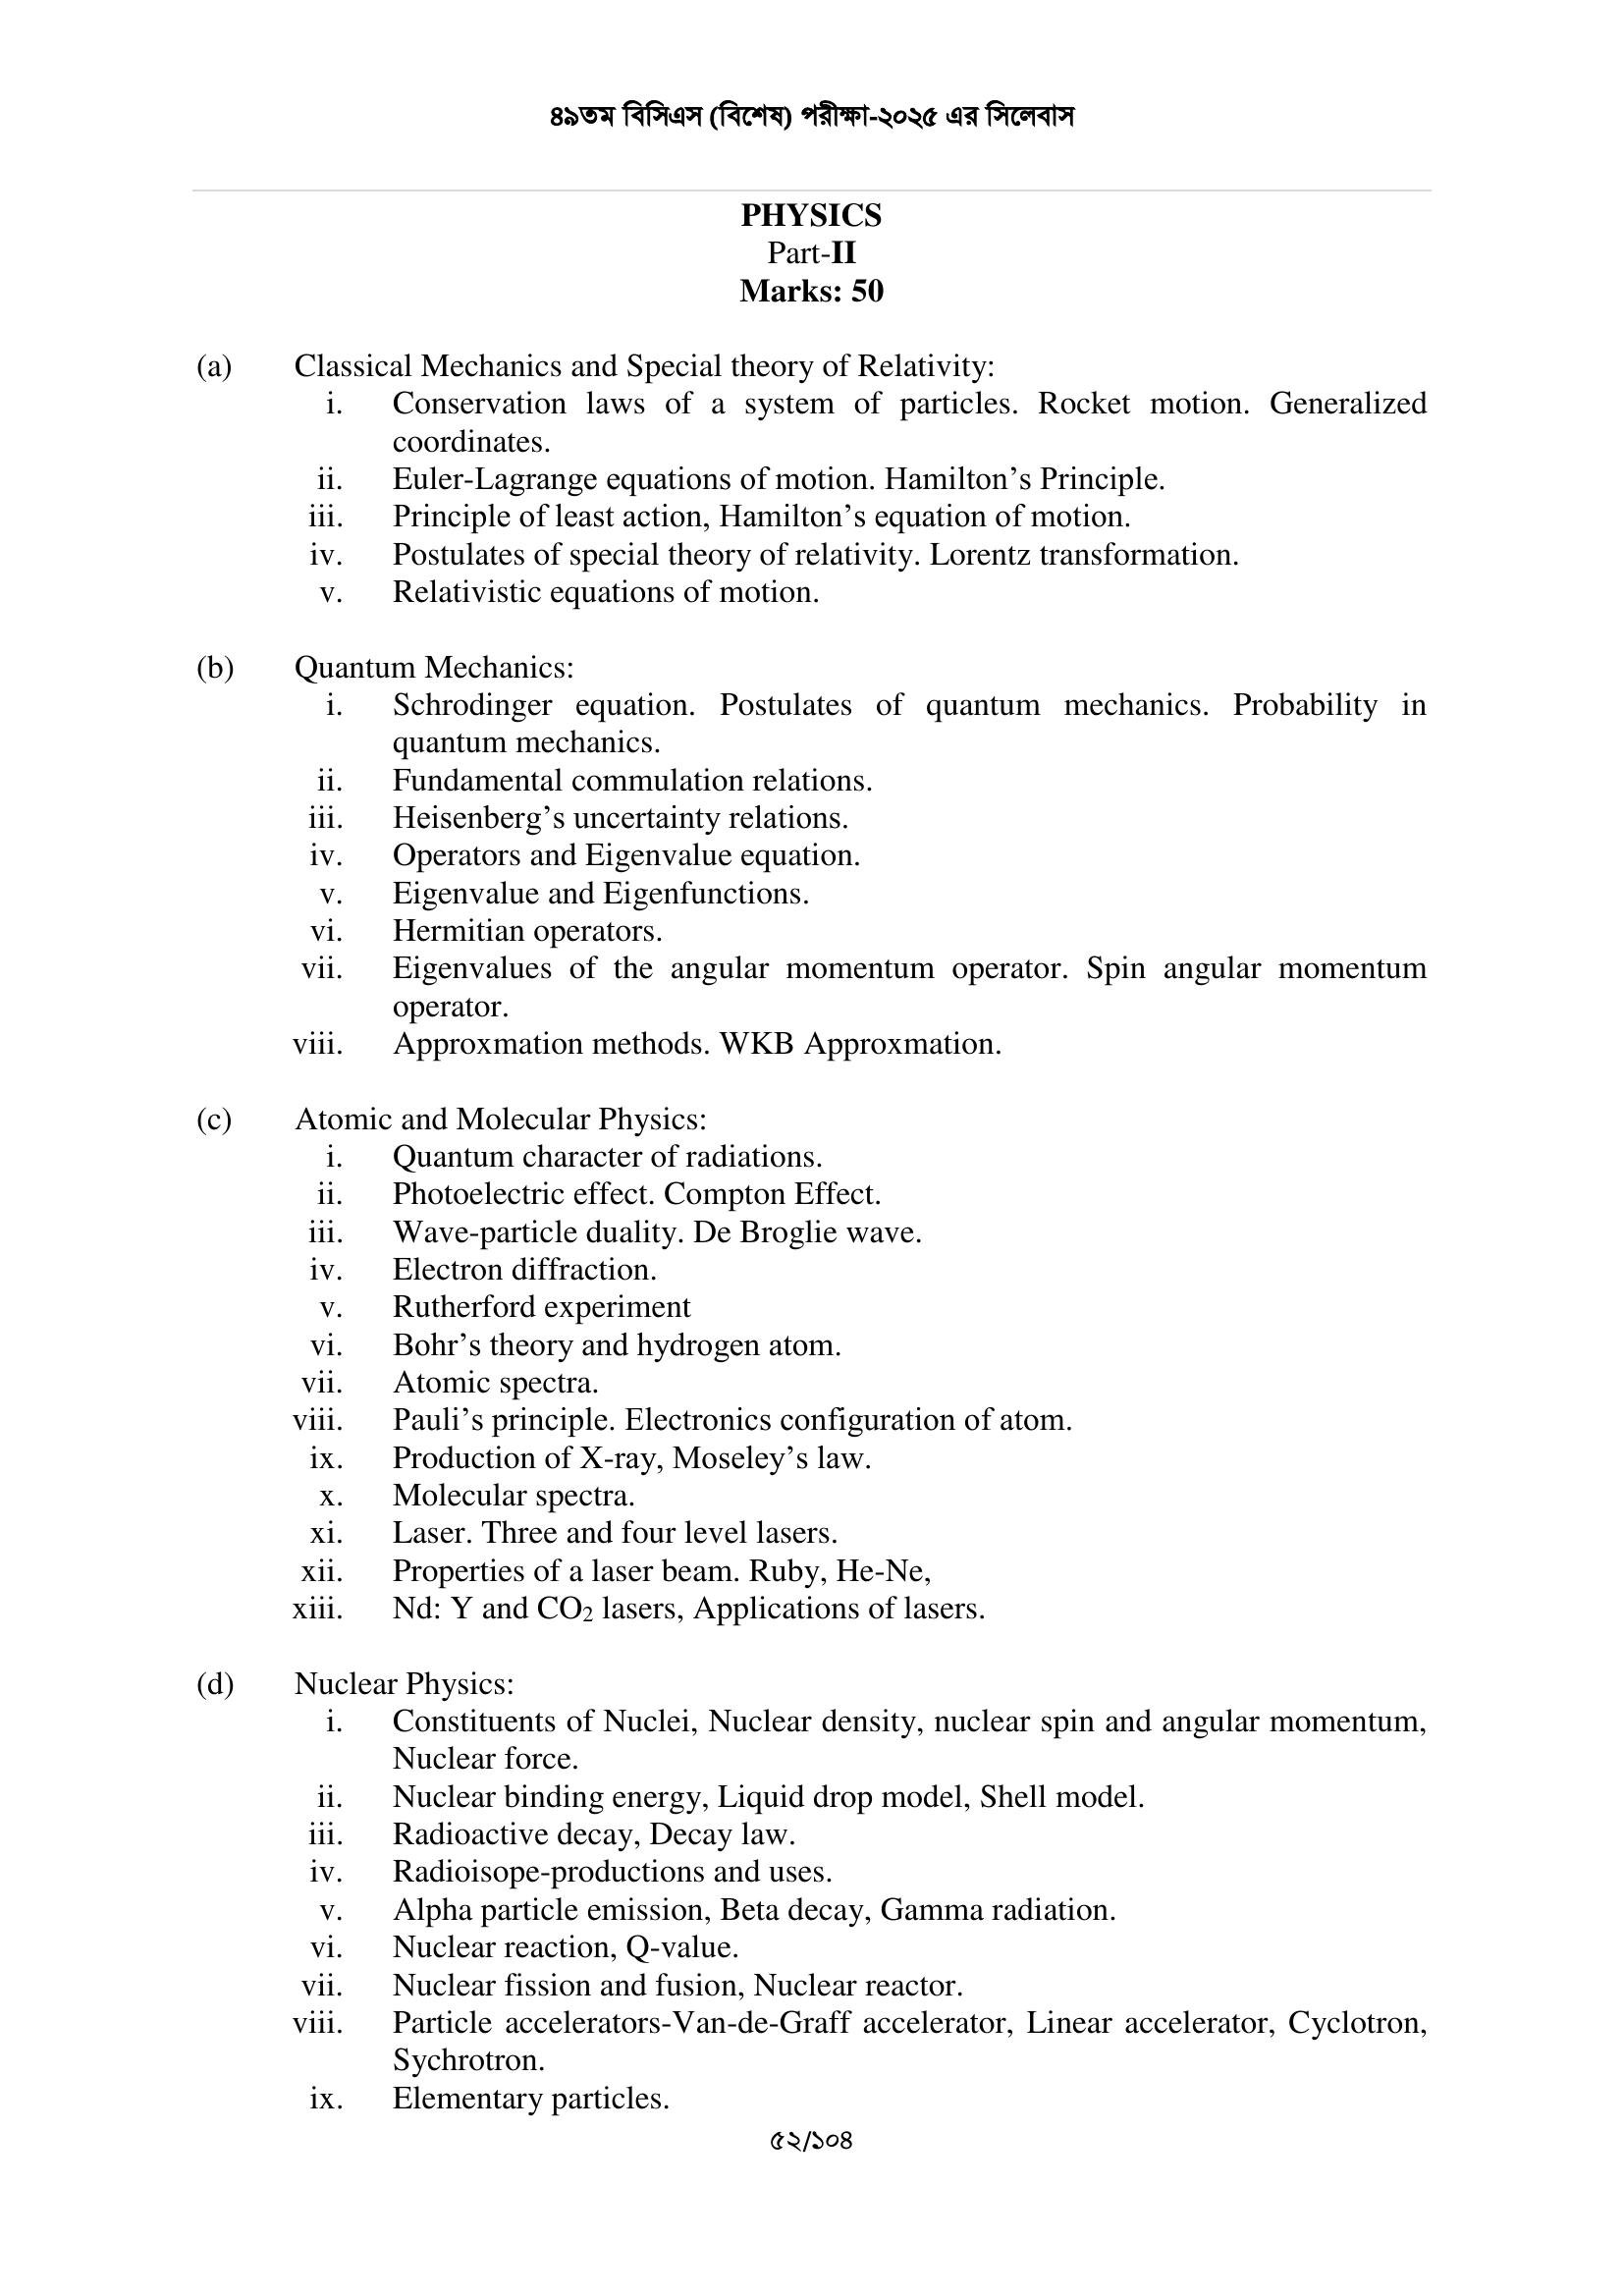 ৪৯তম বিসিএস (বিশেষ) পরীক্ষা-২০২৫ এর সিলেবাস
PHYSICS
Part-II
Marks: 50
(a) Classical Mechanics and Special theory of Relativity:
i. Conservation laws of a system of particles. Rocket motion. Generalized
coordinates.
ii. Euler-Lagrange equations of motion. Hamilton’s Principle.
iii. Principle of least action, Hamilton’s equation of motion.
iv. Postulates of special theory of relativity. Lorentz transformation.
v. Relativistic equations of motion.
(b) Quantum Mechanics:
i. Schrodinger equation. Postulates of quantum mechanics. Probability in
quantum mechanics.
ii. Fundamental commulation relations.
iii. Heisenberg’s uncertainty relations.
iv. Operators and Eigenvalue equation.
v. Eigenvalue and Eigenfunctions.
vi. Hermitian operators.
vii. Eigenvalues of the angular momentum operator. Spin angular momentum
operator.
viii. Approxmation methods. WKB Approxmation.
(c) Atomic and Molecular Physics:
i. Quantum character of radiations.
ii. Photoelectric effect. Compton Effect.
iii. Wave-particle duality. De Broglie wave.
iv. Electron diffraction.
v. Rutherford experiment
vi. Bohr’s theory and hydrogen atom.
vii. Atomic spectra.
viii. Pauli’s principle. Electronics configuration of atom.
ix. Production of X-ray, Moseley’s law.
x. Molecular spectra.
xi. Laser. Three and four level lasers.
xii. Properties of a laser beam. Ruby, He-Ne,
xiii. Nd: Y and CO₂ lasers, Applications of lasers.
(d) Nuclear Physics:
i. Constituents of Nuclei, Nuclear density, nuclear spin and angular momentum,
Nuclear force.
ii. Nuclear binding energy, Liquid drop model, Shell model.
iii. Radioactive decay, Decay law.
iv. Radioisope-productions and uses.
v. Alpha particle emission, Beta decay, Gamma radiation.
vi. Nuclear reaction, Q-value.
vii. Nuclear fission and fusion, Nuclear reactor.
viii. Particle accelerators-Van-de-Graff accelerator, Linear accelerator, Cyclotron,
Sychrotron.
ix. Elementary particles.
৫২/১০৪